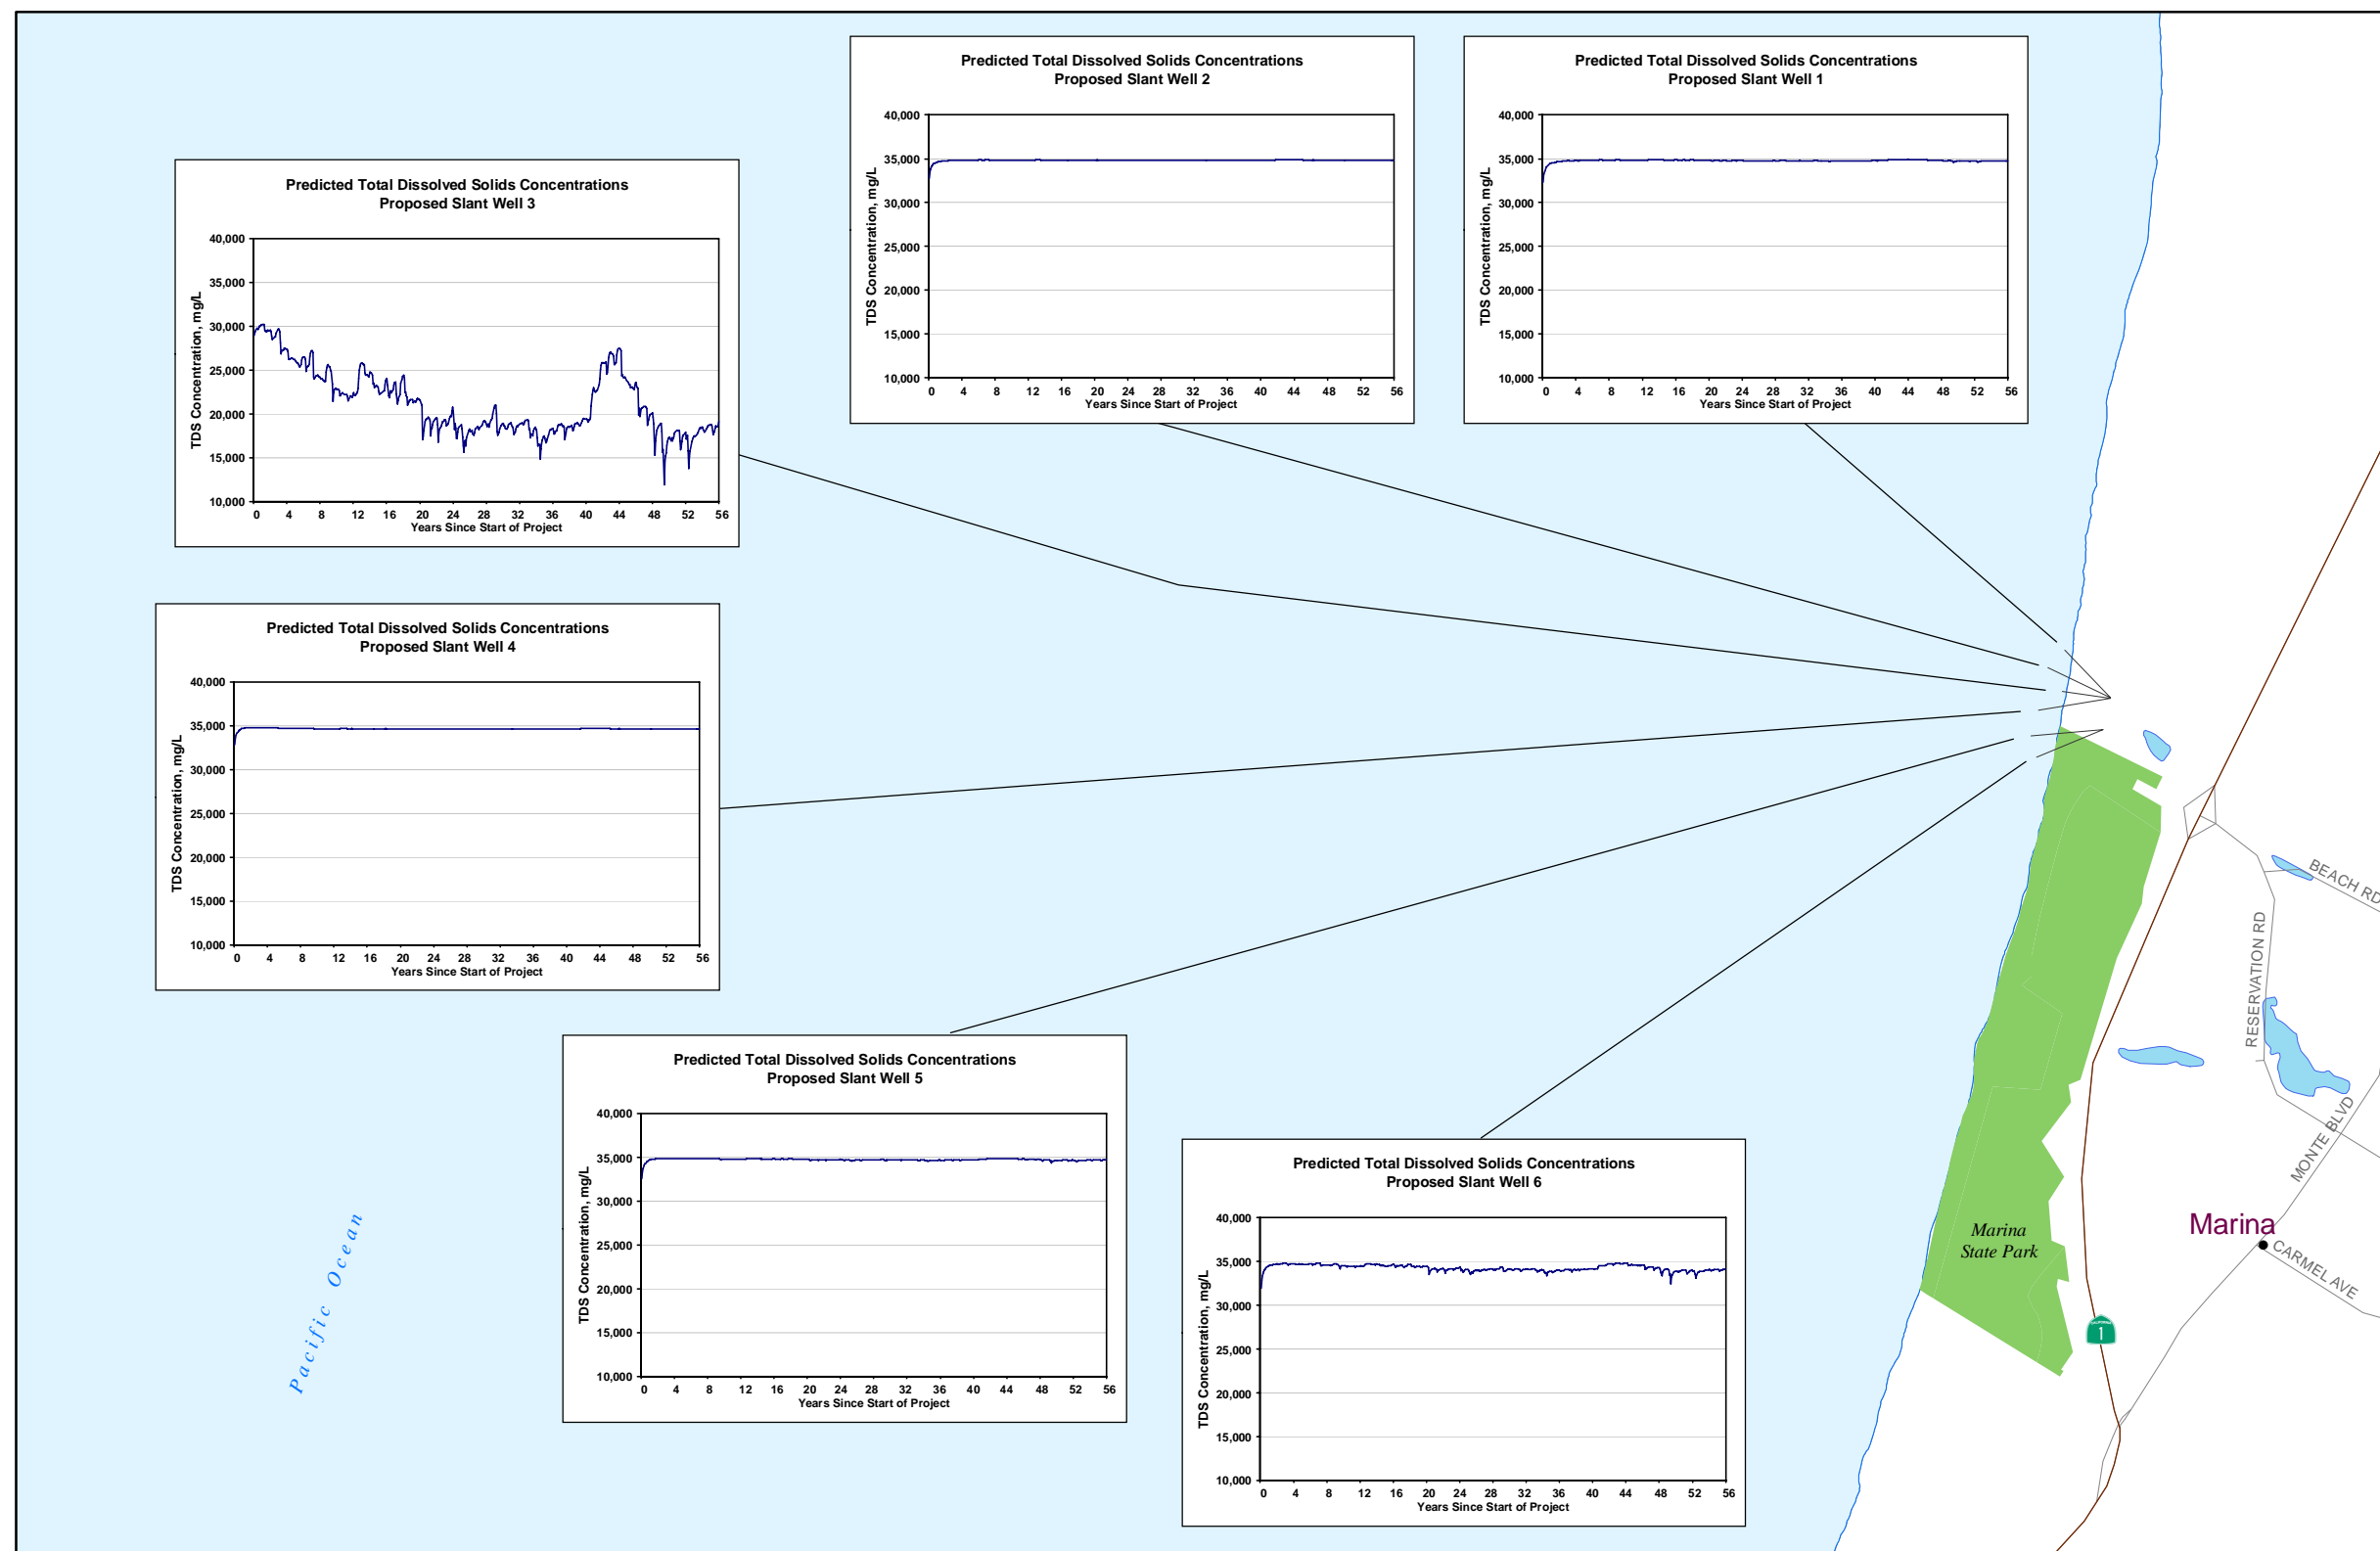 Predicted Total Dissolved Solids Concentrations
Proposed Slant Well 2
TDS Concentration, mg/L
40,000
35,000
30,000
25,000
20,000
15,000
10,000
0 4 8 12 16 20 24 28 32 36 40 44 48 52 56
Years Since Start of Project
Predicted Total Dissolved Solids Concentrations
Proposed Slant Well 1
TDS Concentration, mg/L
40,000
35,000
30,000
25,000
20,000
15,000
10,000
0 4 8 12 16 20 24 28 32 36 40 44 48 52 56
Years Since Start of Project
Predicted Total Dissolved Solids Concentrations
Proposed Slant Well 3
TDS Concentration, mg/L
40,000
35,000
30,000
25,000
20,000
15,000
10,000
0 4 8 12 16 20 24 28 32 36 40 44 48 52 56
Years Since Start of Project
Predicted Total Dissolved Solids Concentrations
Proposed Slant Well 4
TDS Concentration, mg/L
40,000
35,000
30,000
25,000
20,000
15,000
10,000
0 4 8 12 16 20 24 28 32 36 40 44 48 52 56
Years Since Start of Project
Predicted Total Dissolved Solids Concentrations
Proposed Slant Well 5
TDS Concentration, mg/L
40,000
35,000
30,000
25,000
20,000
15,000
10,000
0 4 8 12 16 20 24 28 32 36 40 44 48 52 56
Years Since Start of Project
Predicted Total Dissolved Solids Concentrations
Proposed Slant Well 6
TDS Concentration, mg/L
40,000
35,000
30,000
25,000
20,000
15,000
10,000
0 4 8 12 16 20 24 28 32 36 40 44 48 52 56
Years Since Start of Project
Pacific Ocean
BEACH RD
RESERVATION RD
MONTE BLVD
Marina
CARMEL AVE
Marina
State Park
CALIFORNIA
1